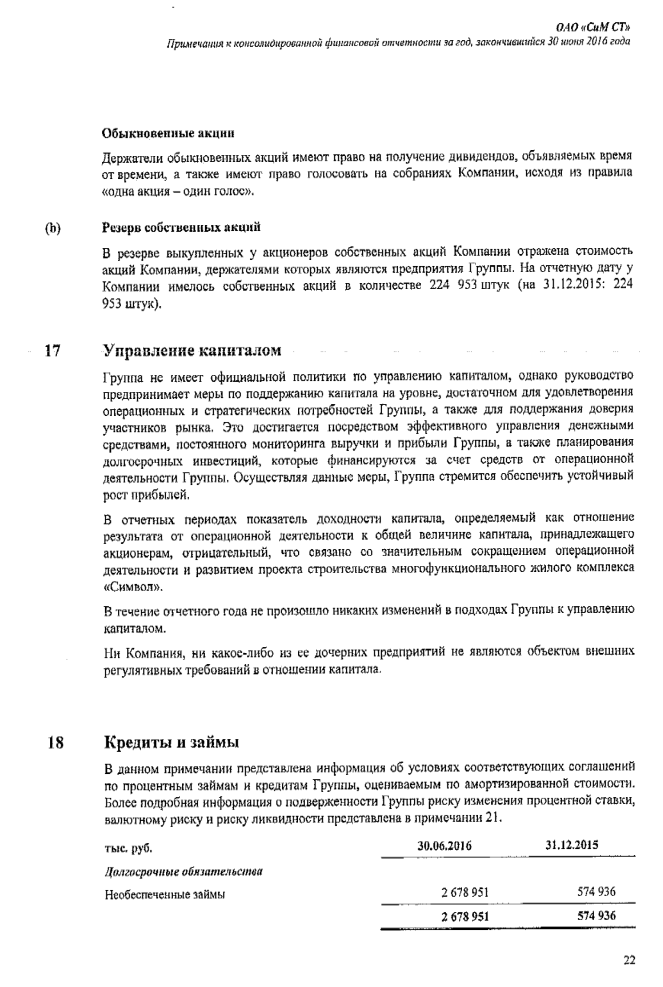 ОАО «СиМ СТ»
Примечания к консолидированной финансовой отчетности за год, закончившийся 30 июня 2016 года
Обыкновенные акции
Держатели обыкновенных акций имеют право на получение дивидендов, объявляемых время
от времени, а также имеют право голосовать на собраниях Компании, исходя из правила
«одна акция – один голос».
(b) Резерв собственных акций
В резерве выкупленных у акционеров собственных акций Компании отражена стоимость
акций Компании, держателями которых являются предприятия Группы. На отчетную дату у
Компании имелось собственных акций в количестве 224 953 штук (на 31.12.2015: 224
953 штук).
17 Управление капиталом
Группа не имеет официальной политики по управлению капиталом, однако руководство
предпринимает меры по поддержанию капитала на уровне, достаточном для удовлетворения
операционных и стратегических потребностей Группы, а также для поддержания доверия
участников рынка. Это достигается посредством эффективного управления денежными
средствами, постоянного мониторинга выручки и прибыли Группы, а также планирования
долгосрочных инвестиций, которые финансируются за счет средств от операционной
деятельности Группы. Осуществляя данные меры, Группа стремится обеспечить устойчивый
рост прибылей.
В отчетных периодах показатель доходности капитала, определяемый как отношение
результата от операционной деятельности к общей величине капитала, принадлежащего
акционерам, отрицательный, что связано со значительным сокращением операционной
деятельности и развитием проекта строительства многофункционального жилого комплекса
«Символ».
В течение отчетного года не произошло никаких изменений в подходах Группы к управлению
капиталом.
Ни Компания, ни какое-либо из ее дочерних предприятий не являются объектом внешних
регулятивных требований в отношении капитала.
18 Кредиты и займы
В данном примечании представлена информация об условиях соответствующих соглашений
по процентным займам и кредитам Группы, оцениваемым по амортизированной стоимости.
Более подробная информация о подверженности Группы риску изменения процентной ставки,
валютному риску и риску ликвидности представлена в примечании 21.
тыс. руб. 30.06.2016 31.12.2015
Долгосрочные обязательства
Необеспеченные займы 2 678 951 574 936
2 678 951 574 936
22